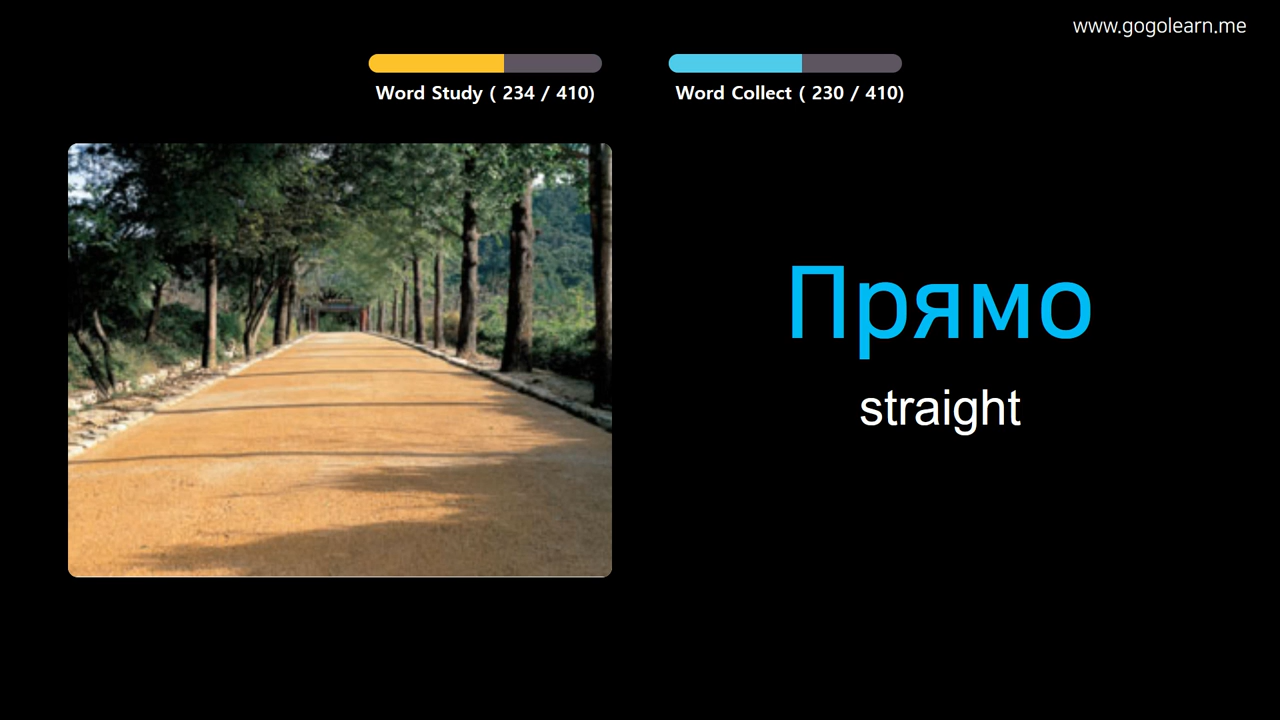 www.gogolearn.me
Word Study ( 234 / 410)
Word Collect ( 230 / 410)
Прямо
straight